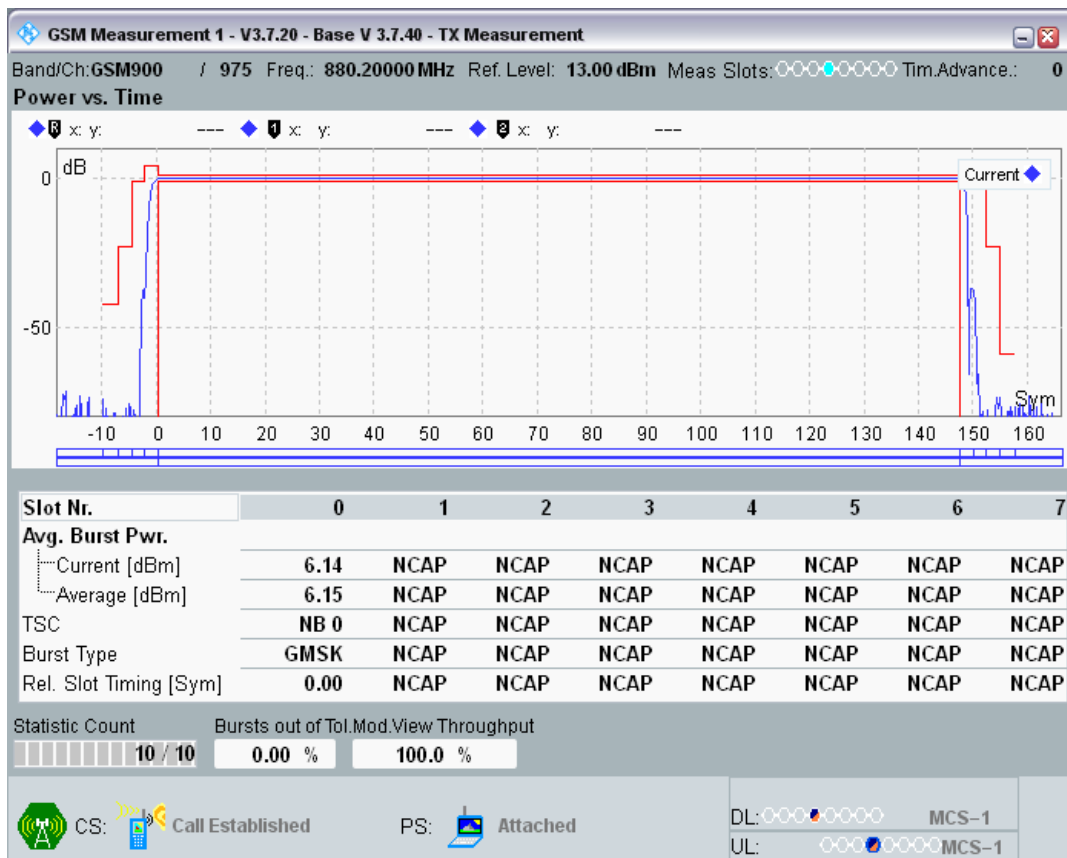 GSM Measurement 1 - V3.7.20 - Base V 3.7.40 - TX Measurement
Band/Ch:GSM900 / 975 Freq.: 880.20000 MHz Ref. Level: 13.00 dBm Meas Slots: Tim.Advance.: 0
Power vs. Time
R x: y: --- 1 x: y: --- 2 x: y: ---
dB
Current
0
-50
Sym
-10 0 10 20 30 40 50 60 70 80 90 100 110 120 130 140 150 160
Slot Nr. 0 1 2 3 4 5 6 7
Avg. Burst Pwr.
Current [dBm] 6.14 NCAP NCAP NCAP NCAP NCAP NCAP NCAP
Average [dBm] 6.15 NCAP NCAP NCAP NCAP NCAP NCAP NCAP
TSC NB 0 NCAP NCAP NCAP NCAP NCAP NCAP NCAP
Burst Type GMSK NCAP NCAP NCAP NCAP NCAP NCAP NCAP
Rel. Slot Timing [Sym] 0.00 NCAP NCAP NCAP NCAP NCAP NCAP NCAP
Statistic Count Bursts out of Tol. Mod.View Throughput
10 / 10 0.00 % 100.0 %
CS: Call Established PS: Attached
DL: MCS-1
UL: MCS-1